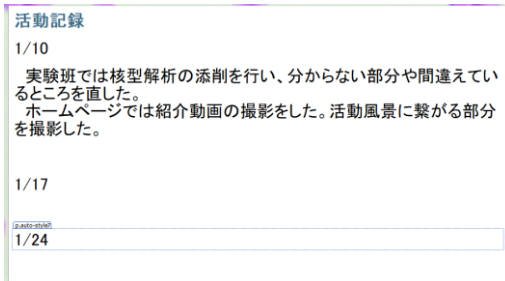 活動記録
1/10
実験班では核型解析の添削を行い、分からない部分や間違えてい
るところを直した。
ホームページでは紹介動画の撮影をした。活動風景に繋がる部分
を撮影した。
1/17
p.auto-style7
1/24